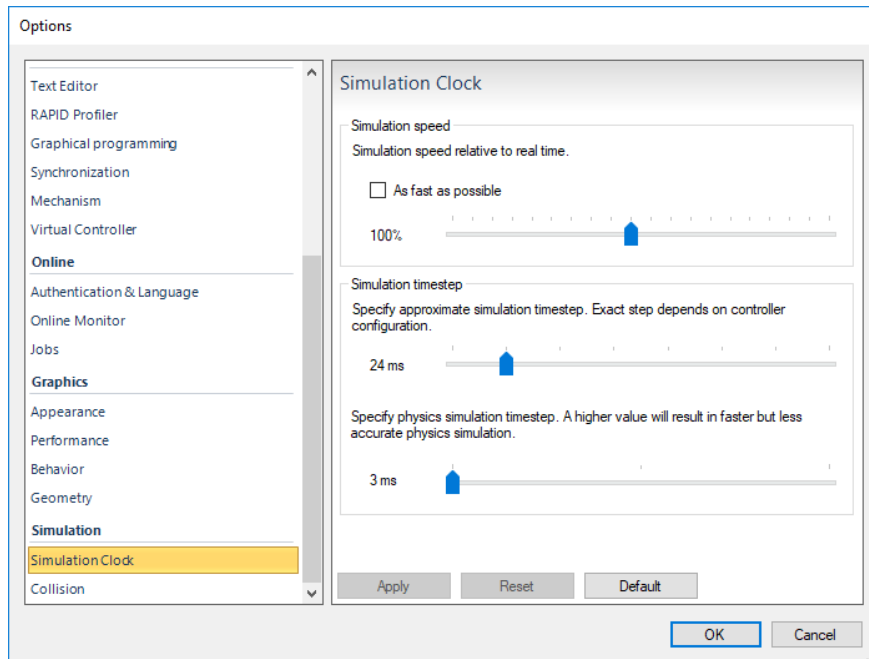 Options
Text Editor
RAPID Profiler
Graphical programming
Synchronization
Mechanism
Virtual Controller
Online
Authentication & Language
Online Monitor
Jobs
Graphics
Appearance
Performance
Behavior
Geometry
Simulation
Simulation Clock
Collision
Simulation Clock
Simulation speed
Simulation speed relative to real time.
As fast as possible
100%
Simulation timestep
Specify approximate simulation timestep. Exact step depends on controller
configuration.
24 ms
Specify physics simulation timestep. A higher value will result in faster but less
accurate physics simulation.
3 ms
Apply
Reset
Default
OK
Cancel